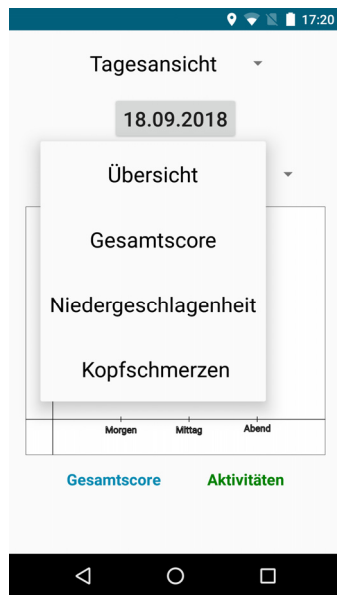 17:20
Tagesansicht
18.09.2018
Übersicht
Gesamtscore
Niedergeschlagenheit
Kopfschmerzen
Morgen Mittag Abend
Gesamtscore Aktivitäten